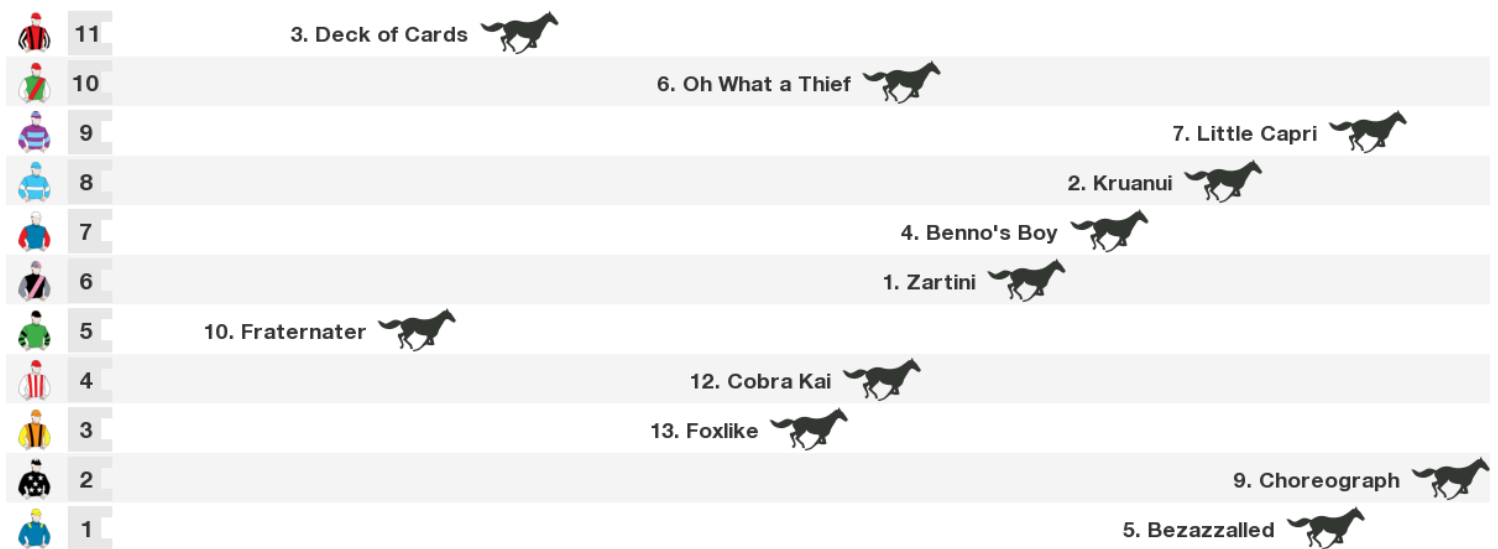 11 3. Deck of Cards
10 6. Oh What a Thief
9 7. Little Capri
8 2. Kruanui
7 4. Benno's Boy
6 1. Zartini
5 10. Fraternater
4 12. Cobra Kai
3 13. Foxlike
2 9. Choreograph
1 5. Bezazzalled